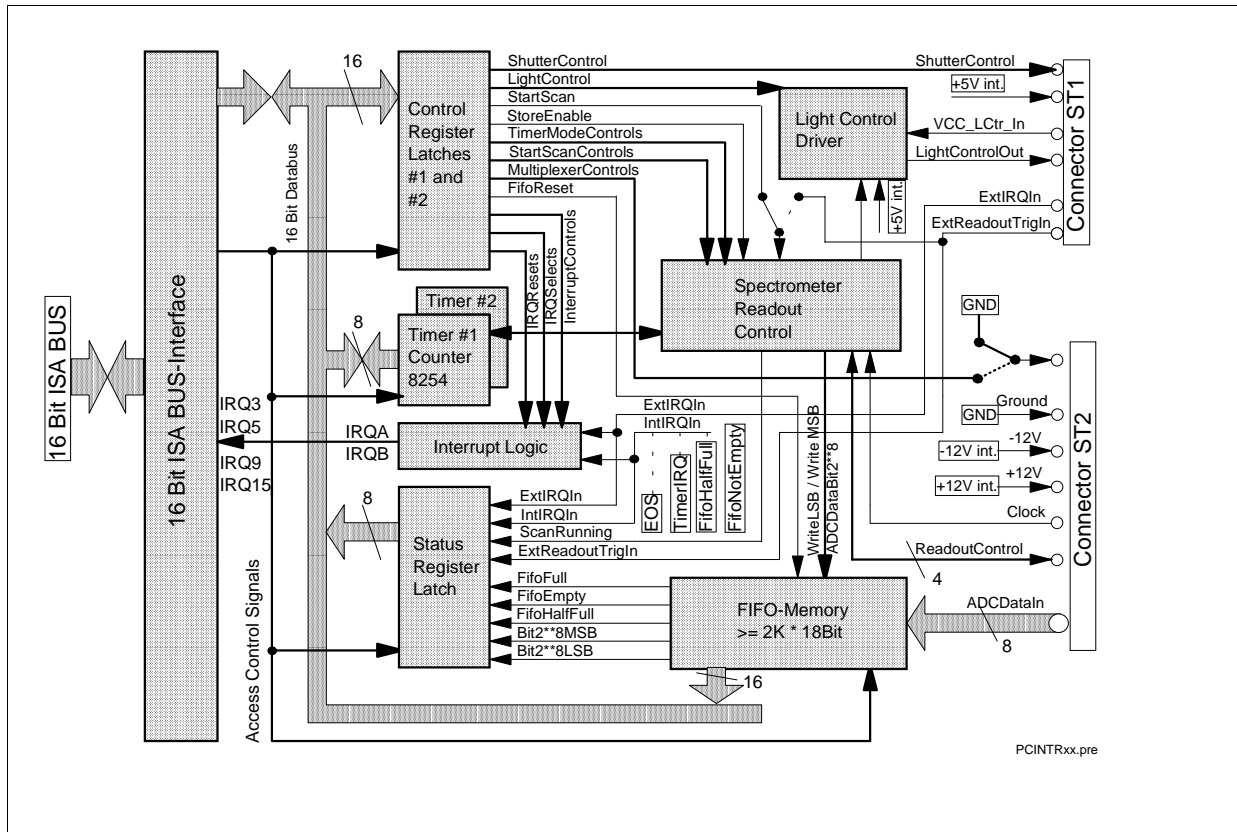 16 Bit ISA BUS
16 Bit ISA BUS-Interface
16
16 Bit Databus
Control
Register
Latches
#1 and
#2
ShutterControl
LightControl
StartScan
StoreEnable
TimerModeControls
StartScanControls
MultiplexerControls
FifoReset
IRQResets
IRQSelects
InterruptControls
Light Control
Driver
+5V int.
ShutterControl
+5V int.
VCC_LCtr_In
LightControlOut
ExtIRQIn
ExtReadoutTrigIn
Connector ST1
Spectrometer
Readout
Control
Timer #2
Timer #1
Counter
8254
8
IRQ3
IRQ5
IRQ9
IRQ15
IRQA
IRQB
Interrupt Logic
ExtIRQIn
IntIRQIn
EOS
TimerIRQ
FifoHalfFull
FifoNotEmpty
WriteLSB / Write MSB
ADCDataBit2**8
GND
Ground
GND
-12V
-12V int.
+12V
+12V int.
Clock
ReadoutControl
4
ADCDataIn
8
Connector ST2
8
Status
Register
Latch
ExtIRQIn
IntIRQIn
ScanRunning
ExtReadoutTrigIn
FifoFull
FifoEmpty
FifoHalfFull
Bit2**8MSB
Bit2**8LSB
FIFO-Memory
>= 2K * 18Bit
16
Access Control Signals
PCINTRxx.pre